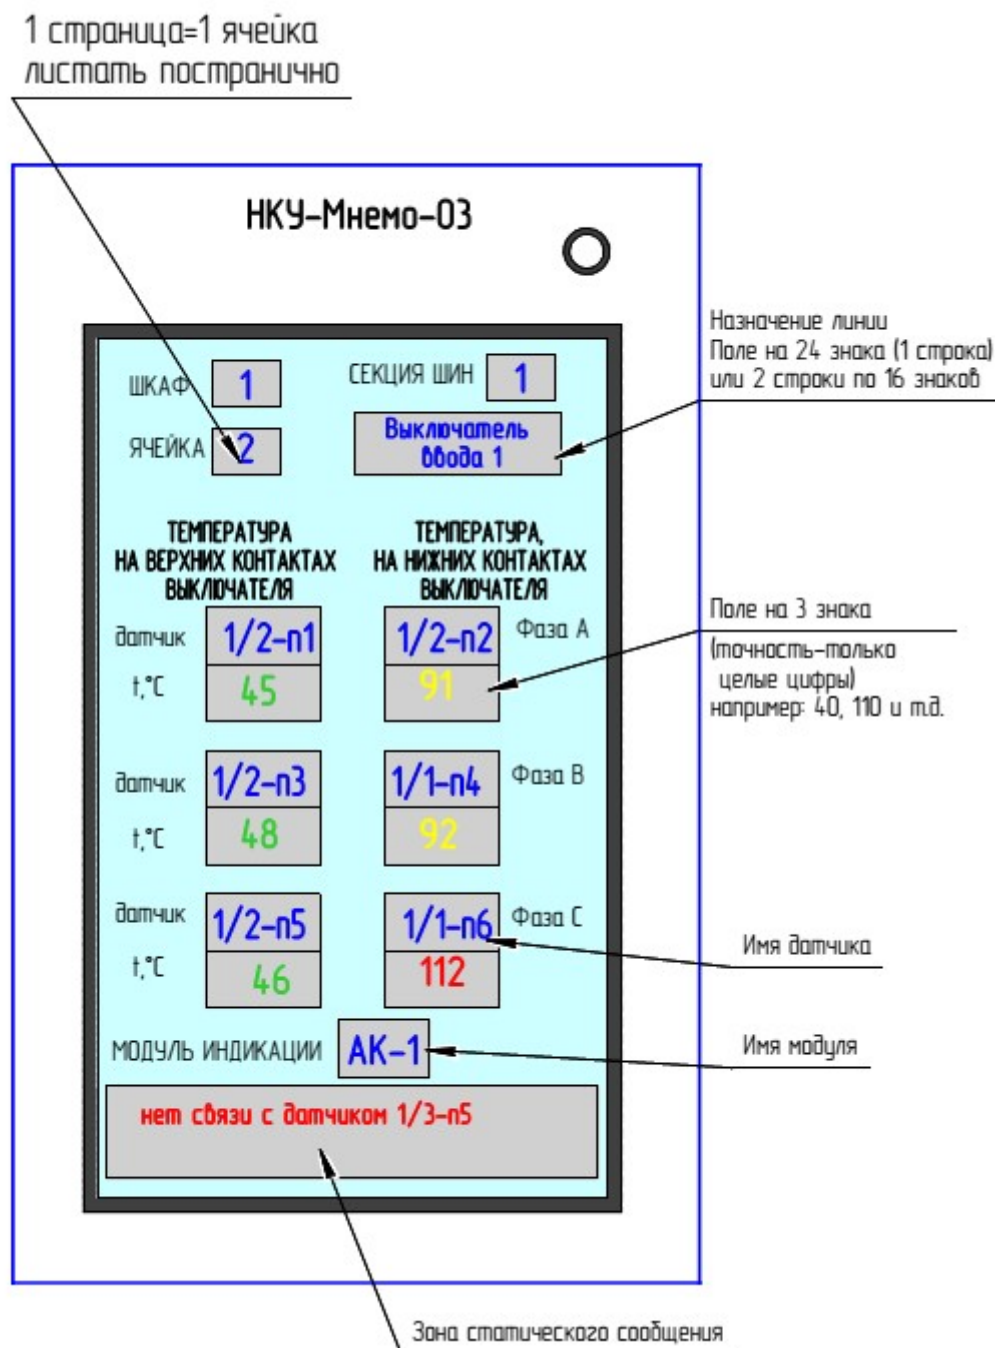 1 страница=1 ячейка
листать постранично
НКУ-Мнемо-03
ШКАФ 1 СЕКЦИЯ ШИН 1
ЯЧЕЙКА 2
Выключатель
ввода 1
Назначение линии
Поле на 24 знака (1 строка)
или 2 строки по 16 знаков
ТЕМПЕРАТУРА
НА ВЕРХНИХ КОНТАКТАХ
ВЫКЛЮЧАТЕЛЯ
ТЕМПЕРАТУРА,
НА НИЖНИХ КОНТАКТАХ
ВЫКЛЮЧАТЕЛЯ
датчик 1/2-п1 1/2-п2 Фаза А
t,°C 45 91
Поле на 3 знака
(точность-только
целые цифры)
например: 40, 110 и т.д.
датчик 1/2-п3 1/1-п4 Фаза В
t,°C 48 92
датчик 1/2-п5 1/1-п6 Фаза С
t,°C 46 112
Имя датчика
МОДУЛЬ ИНДИКАЦИИ АК-1
Имя модуля
нет связи с датчиком 1/3-п5
Зона статического сообщения